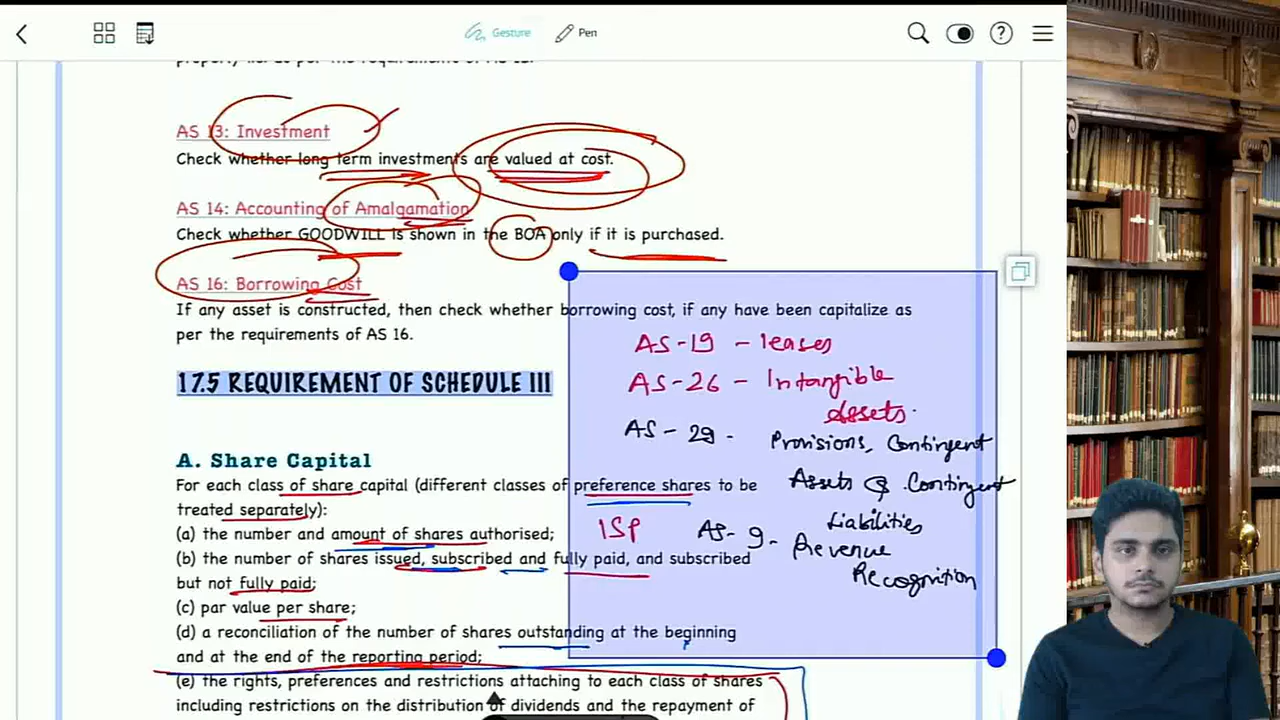 Gesture
Pen
AS 13: Investment
Check whether long term investments are valued at cost.
AS 14: Accounting of Amalgamation
Check whether GOODWILL is shown in the BOA only if it is purchased.
AS 16: Borrowing Cost
If any asset is constructed, then check whether borrowing cost, if any have been capitalize as
per the requirements of AS 16.
AS-19 - leases
AS-26 - Intangible
Assets.
AS-29 - Provisions, Contingent
Assets & Contingent
Liabilities
ISP
AS-9- Revenue
Recognition
17.5 REQUIREMENT OF SCHEDULE III
A. Share Capital
For each class of share capital (different classes of preference shares to be
treated separately):
(a) the number and amount of shares authorised;
(b) the number of shares issued, subscribed and fully paid, and subscribed
but not fully paid;
(c) par value per share;
(d) a reconciliation of the number of shares outstanding at the beginning
and at the end of the reporting period;
(e) the rights, preferences and restrictions attaching to each class of shares
including restrictions on the distribution of dividends and the repayment of